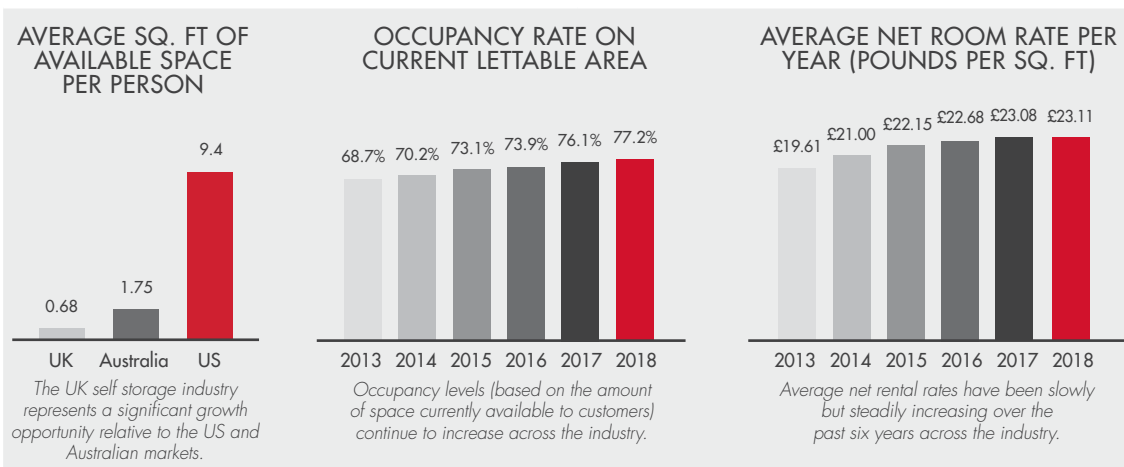 AVERAGE SQ. FT OF
AVAILABLE SPACE
PER PERSON
9.4
1.75
0.68
UK Australia US
The UK self storage industry
represents a significant growth
opportunity relative to the US and
Australian markets.
OCCUPANCY RATE ON
CURRENT LETTABLE AREA
68.7% 70.2% 73.1% 73.9% 76.1% 77.2%
2013 2014 2015 2016 2017 2018
Occupancy levels (based on the amount
of space currently available to customers)
continue to increase across the industry.
AVERAGE NET ROOM RATE PER
YEAR (POUNDS PER SQ. FT)
£19.61 £21.00 £22.15 £22.68 £23.08 £23.11
2013 2014 2015 2016 2017 2018
Average net rental rates have been slowly
but steadily increasing over the
past six years across the industry.